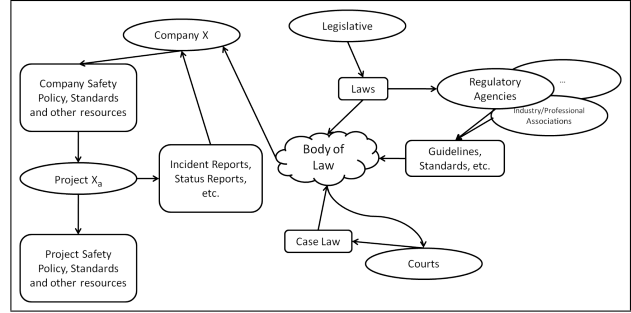 Company X
Legislative
Company Safety
Policy, Standards
and other resources
Laws
Regulatory
Agencies
...
Industry/Professional
Associations
Body of
Law
Guidelines,
Standards, etc.
Project Xa
Incident Reports,
Status Reports,
etc.
Case Law
Courts
Project Safety
Policy, Standards
and other resources